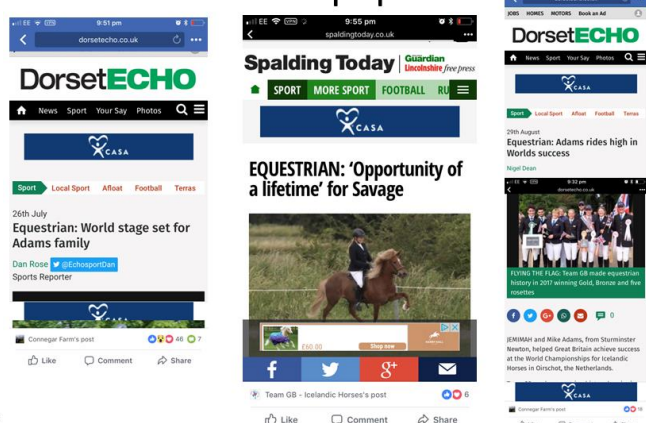 EE VPN 9:51 pm
dorsetecho.co.uk
DorsetECHO
News Sport Your Say Photos
CASA
Sport Local Sport Afloat Football Terras
26th July
Equestrian: World stage set for
Adams family
Dan Rose @EchosportDan
Sports Reporter
Connegar Farm's post 46 7
Like Comment Share
EE VPN 9:55 pm
spaldingtoday.co.uk
Spalding Today Guardian
Lincolnshire free press
SPORT MORE SPORT FOOTBALL RU
CASA
EQUESTRIAN: ‘Opportunity of
a lifetime’ for Savage
£60.00 Shop now
f g+
Team GB - Icelandic Horses's post 6
Like Comment Share
JOBS HOMES MOTORS Book an Ad
DorsetECHO
News Sport Your Say Photos
CASA
Sport Local Sport Afloat Football Terras
29th August
Equestrian: Adams rides high in
Worlds success
Nigel Dean
EE 9:32 pm
dorsetecho.co.uk
FLYING THE FLAG: Team GB made equestrian
history in 2017 winning Gold, Bronze and five
rosettes
0
JEMIMAH and Mike Adams, from Sturminster
Newton, helped Great Britain achieve success
at the World Championships for Icelandic
Horses in Oirschot, the Netherlands.
CASA
Connegar Farm's post